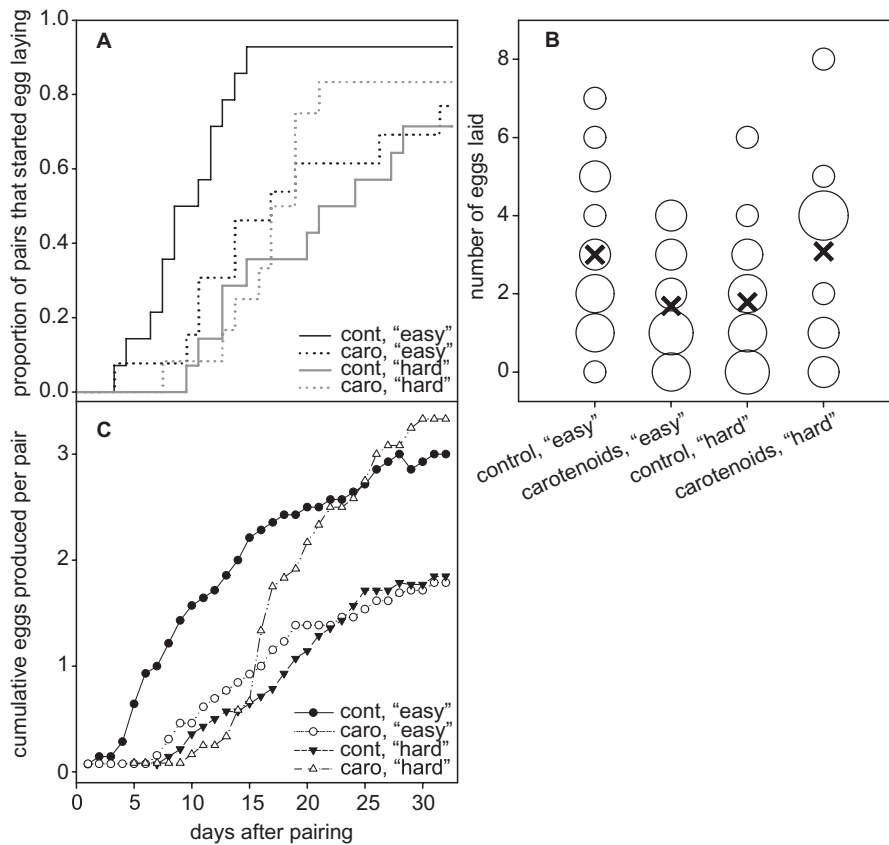 A
proportion of pairs that started egg laying
1.0
0.8
0.6
0.4
0.2
0.0
cont, “easy”
caro, “easy”
cont, “hard”
caro, “hard”
B
number of eggs laid
8
6
4
2
0
control, “easy”
carotenoids, “easy”
control, “hard”
carotenoids, “hard”
C
cumulative eggs produced per pair
3
2
1
0
cont, “easy”
caro, “easy”
cont, “hard”
caro, “hard”
0 5 10 15 20 25 30
days after pairing